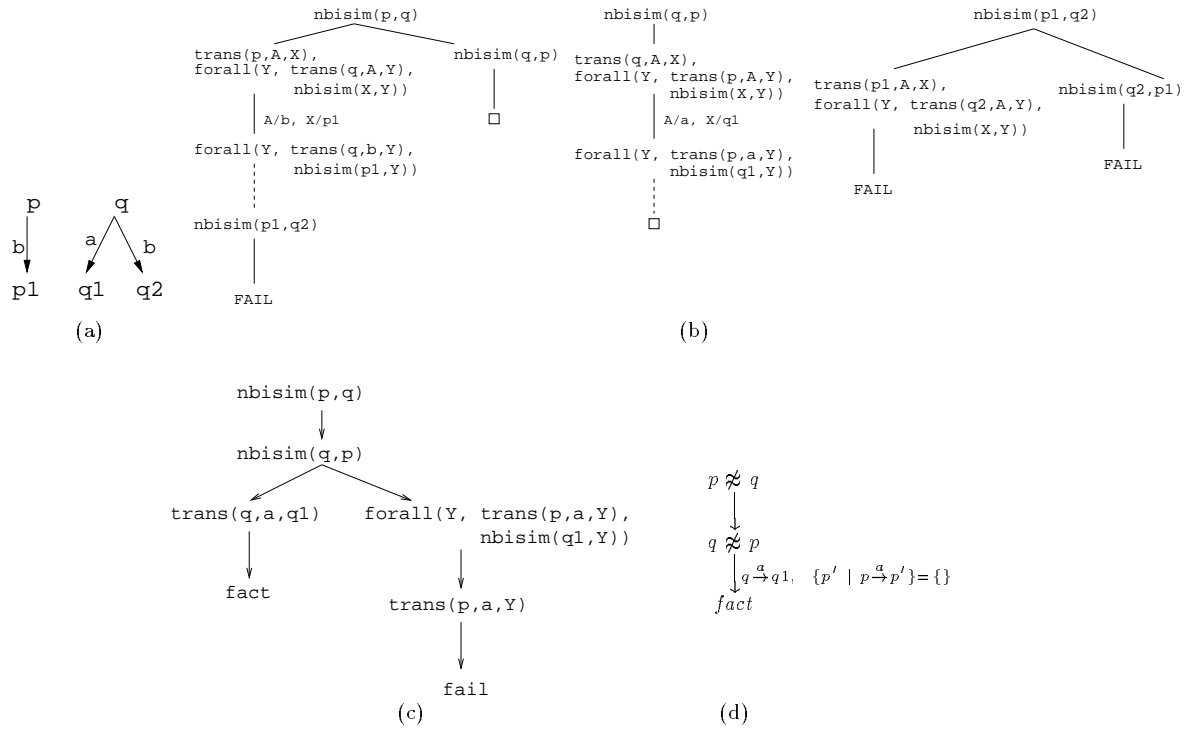 p
q
b
a
b
p1
q1
q2
(a)
nbisim(p,q)
trans(p,A,X),
forall(Y, trans(q,A,Y),
nbisim(X,Y))
nbisim(q,p)
A/b, X/p1
forall(Y, trans(q,b,Y),
nbisim(p1,Y))
nbisim(p1,q2)
FAIL
nbisim(q,p)
trans(q,A,X),
forall(Y, trans(p,A,Y),
nbisim(X,Y))
A/a, X/q1
forall(Y, trans(p,a,Y),
nbisim(q1,Y))
nbisim(p1,q2)
trans(p1,A,X),
forall(Y, trans(q2,A,Y),
nbisim(X,Y))
nbisim(q2,p1)
FAIL
FAIL
(b)
nbisim(p,q)
nbisim(q,p)
trans(q,a,q1)
forall(Y, trans(p,a,Y),
nbisim(q1,Y))
fact
trans(p,a,Y)
fail
(c)
p ≉ q
q ≉ p
q →a q1, {p′ | p →a p′}={}
fact
(d)